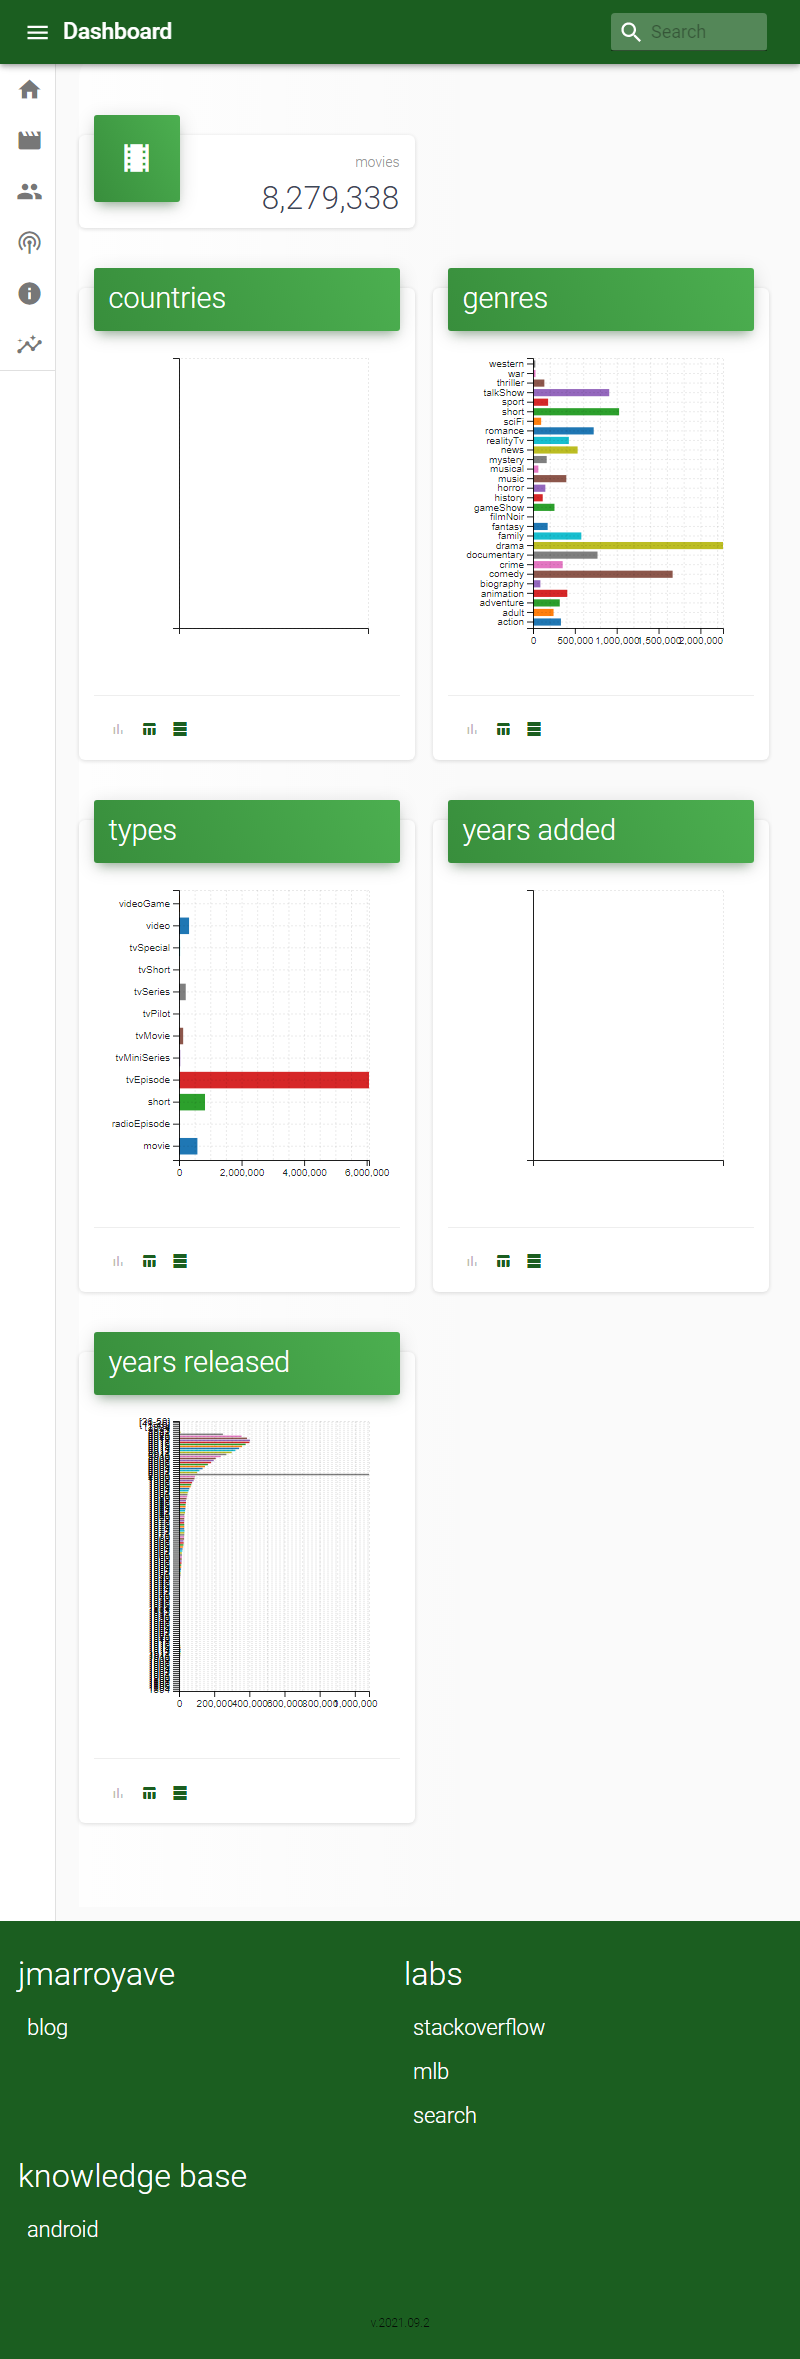 Dashboard
Search
movies
8,279,338
countries
genres
western
war
thriller
talkShow
sport
short
sciFi
romance
realityTv
news
mystery
musical
music
horror
history
gameShow
filmNoir
fantasy
family
drama
documentary
crime
comedy
biography
animation
adventure
adult
action
0 500,000 1,000,000 1,500,000 2,000,000
types
years added
videoGame
video
tvSpecial
tvShort
tvSeries
tvPilot
tvMovie
tvMiniSeries
tvEpisode
short
radioEpisode
movie
0 2,000,000 4,000,000 6,000,000
years released
0 200,000 400,000 600,000 800,000 1,000,000
jmarroyave
blog
labs
stackoverflow
mlb
search
knowledge base
android
v.2021.09.2